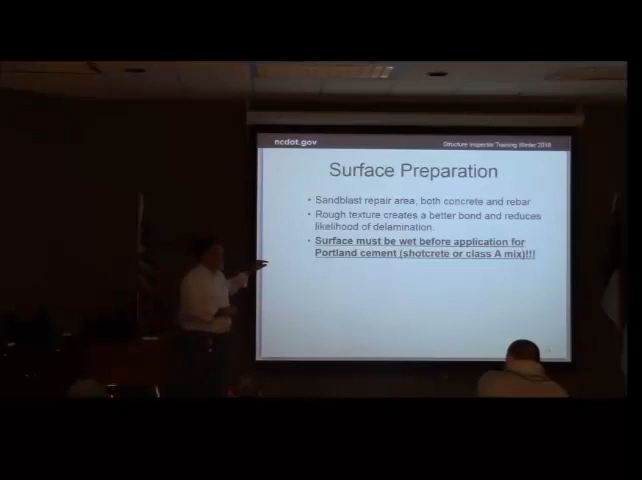 ncdot.gov
Structure Inspector Training Winter 2018
Surface Preparation
• Sandblast repair area, both concrete and rebar
• Rough texture creates a better bond and reduces
likelihood of delamination.
• Surface must be wet before application for
Portland cement (shotcrete or class A mix)!!!